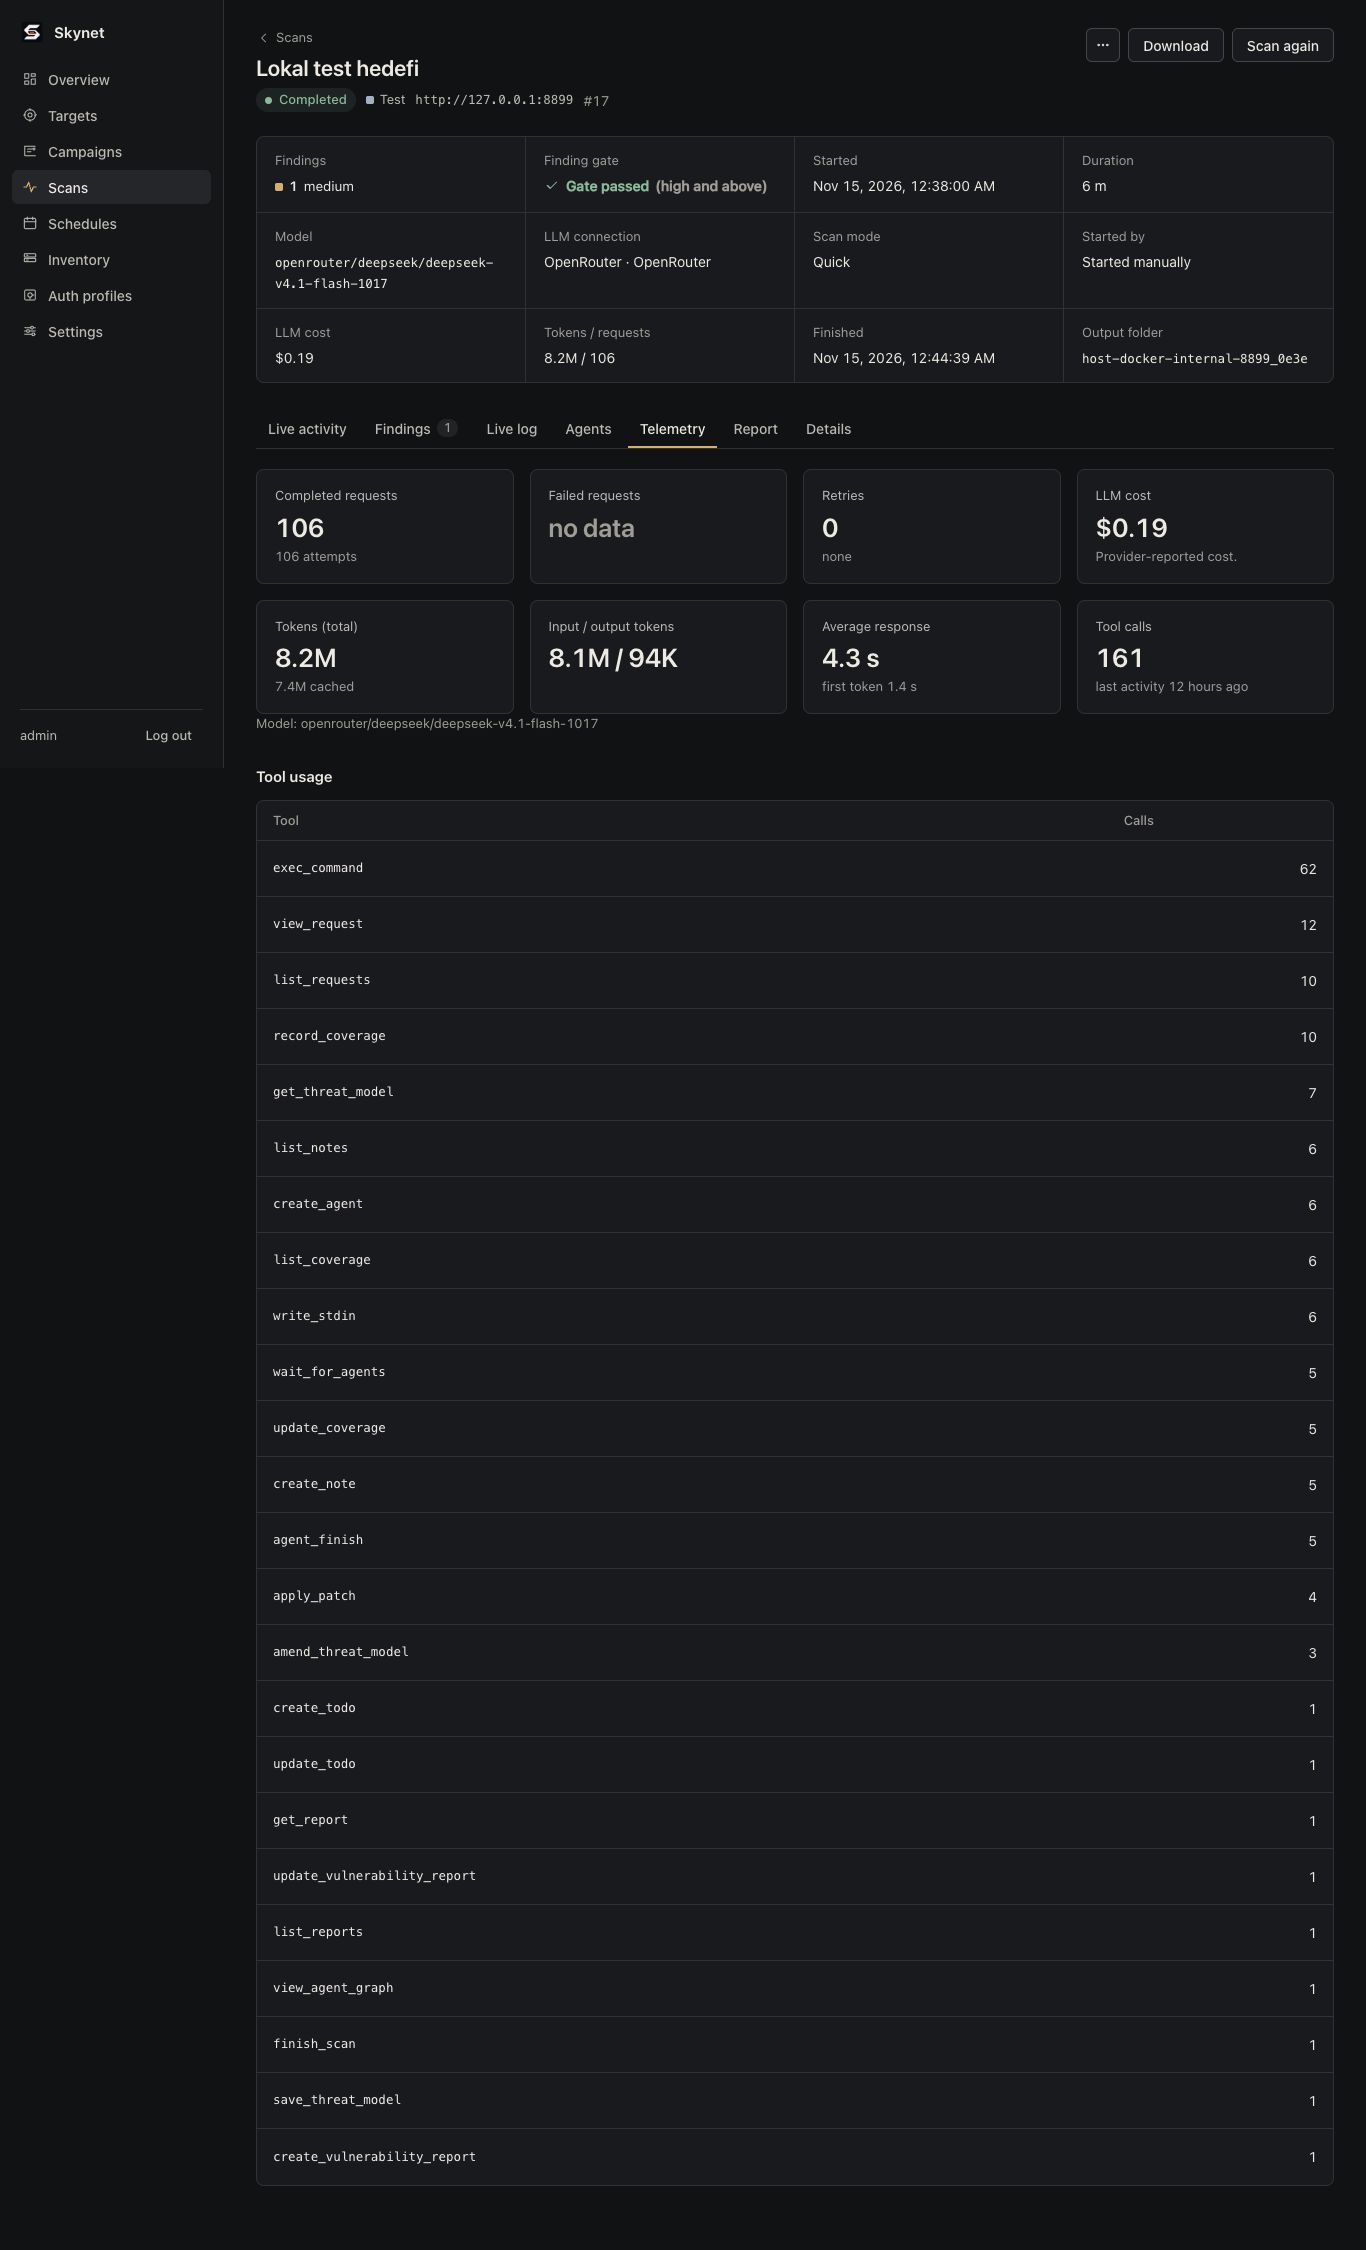 Skynet
Overview
Targets
Campaigns
Scans
Schedules
Inventory
Auth profiles
Settings
admin
Log out
Scans
Lokal test hedefi
Completed
Test
http://127.0.0.1:8899
#17
...
Download
Scan again
Findings
1 medium
Finding gate
Gate passed (high and above)
Started
Nov 15, 2026, 12:38:00 AM
Duration
6 m
Model
openrouter/deepseek/deepseek-
v4.1-flash-1017
LLM connection
OpenRouter · OpenRouter
Scan mode
Quick
Started by
Started manually
LLM cost
$0.19
Tokens / requests
8.2M / 106
Finished
Nov 15, 2026, 12:44:39 AM
Output folder
host-docker-internal-8899_0e3e
Live activity
Findings 1
Live log
Agents
Telemetry
Report
Details
Completed requests
106
106 attempts
Failed requests
no data
Retries
0
none
LLM cost
$0.19
Provider-reported cost.
Tokens (total)
8.2M
7.4M cached
Input / output tokens
8.1M / 94K
Average response
4.3 s
first token 1.4 s
Tool calls
161
last activity 12 hours ago
Model: openrouter/deepseek/deepseek-v4.1-flash-1017
Tool usage
Tool Calls
exec_command 62
view_request 12
list_requests 10
record_coverage 10
get_threat_model 7
list_notes 6
create_agent 6
list_coverage 6
write_stdin 6
wait_for_agents 5
update_coverage 5
create_note 5
agent_finish 5
apply_patch 4
amend_threat_model 3
create_todo 1
update_todo 1
get_report 1
update_vulnerability_report 1
list_reports 1
view_agent_graph 1
finish_scan 1
save_threat_model 1
create_vulnerability_report 1